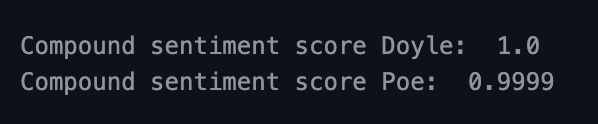 Compound sentiment score Doyle:  1.0
Compound sentiment score Poe:  0.9999